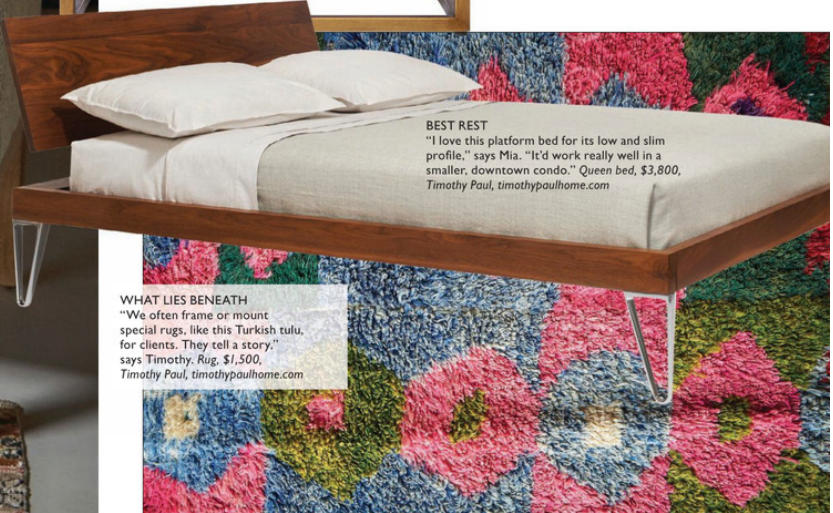 BEST REST
“I love this platform bed for its low and slim
profile,” says Mia. “It’d work really well in a
smaller, downtown condo.” Queen bed, $3,800,
Timothy Paul, timothypaulhome.com
WHAT LIES BENEATH
“We often frame or mount
special rugs, like this Turkish tulu,
for clients. They tell a story,”
says Timothy. Rug, $1,500,
Timothy Paul, timothypaulhome.com